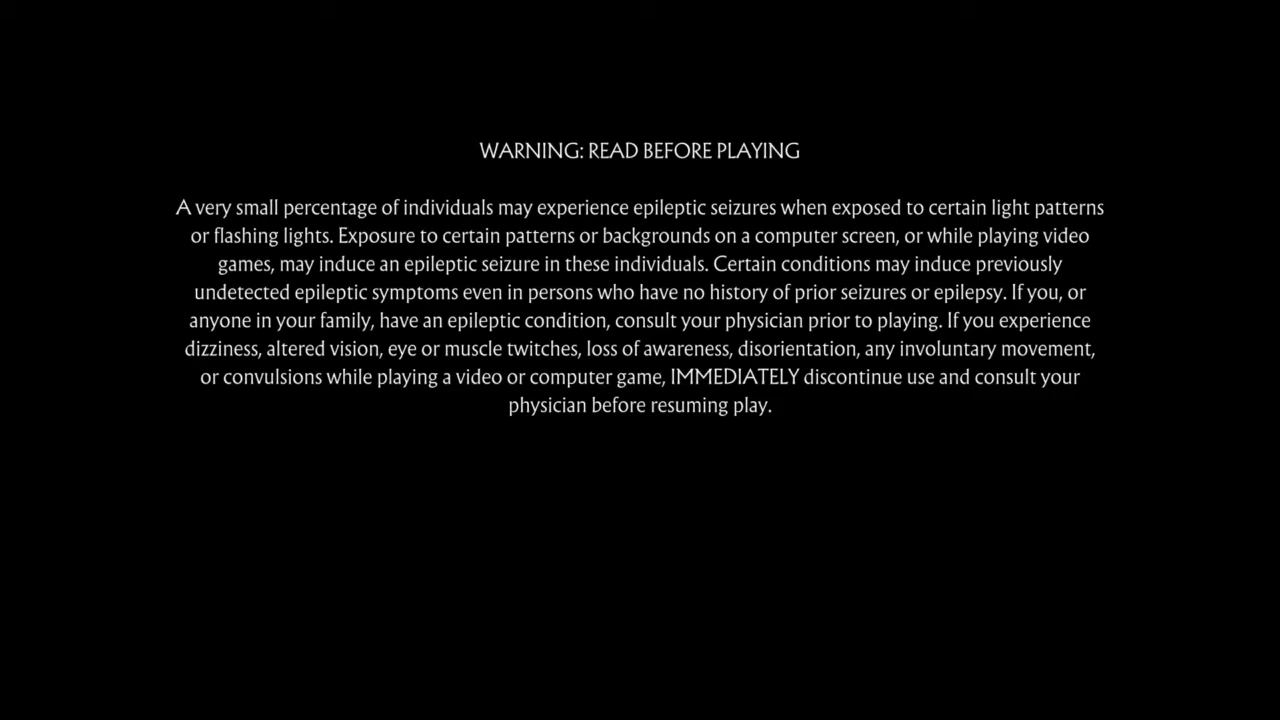 WARNING: READ BEFORE PLAYING
A very small percentage of individuals may experience epileptic seizures when exposed to certain light patterns
or flashing lights. Exposure to certain patterns or backgrounds on a computer screen, or while playing video
games, may induce an epileptic seizure in these individuals. Certain conditions may induce previously
undetected epileptic symptoms even in persons who have no history of prior seizures or epilepsy. If you, or
anyone in your family, have an epileptic condition, consult your physician prior to playing. If you experience
dizziness, altered vision, eye or muscle twitches, loss of awareness, disorientation, any involuntary movement,
or convulsions while playing a video or computer game, IMMEDIATELY discontinue use and consult your
physician before resuming play.